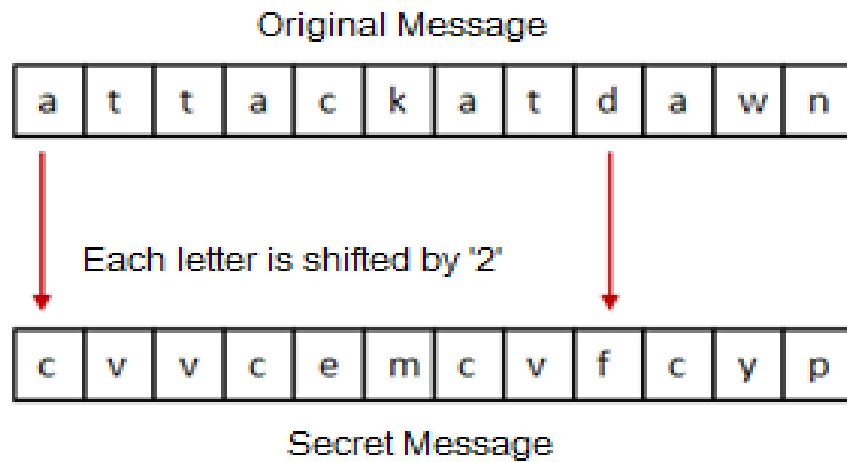 Original Message
a t t a c k a t d a w n
Each letter is shifted by '2'
c v v c e m c v f c y p
Secret Message